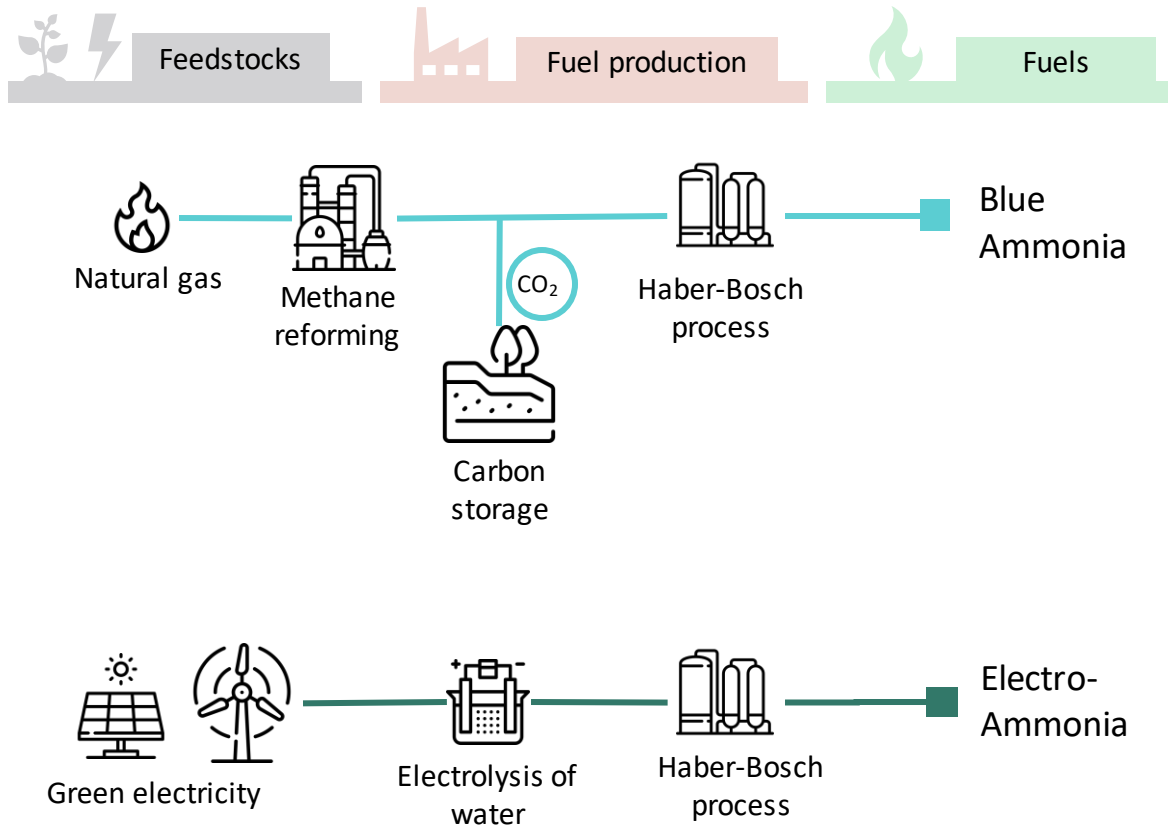 Feedstocks
Fuel production
Fuels
Natural gas
Methane
reforming
CO₂
Carbon
storage
Haber-Bosch
process
Blue
Ammonia
Green electricity
+ −
Electrolysis of
water
Haber-Bosch
process
Electro-
Ammonia